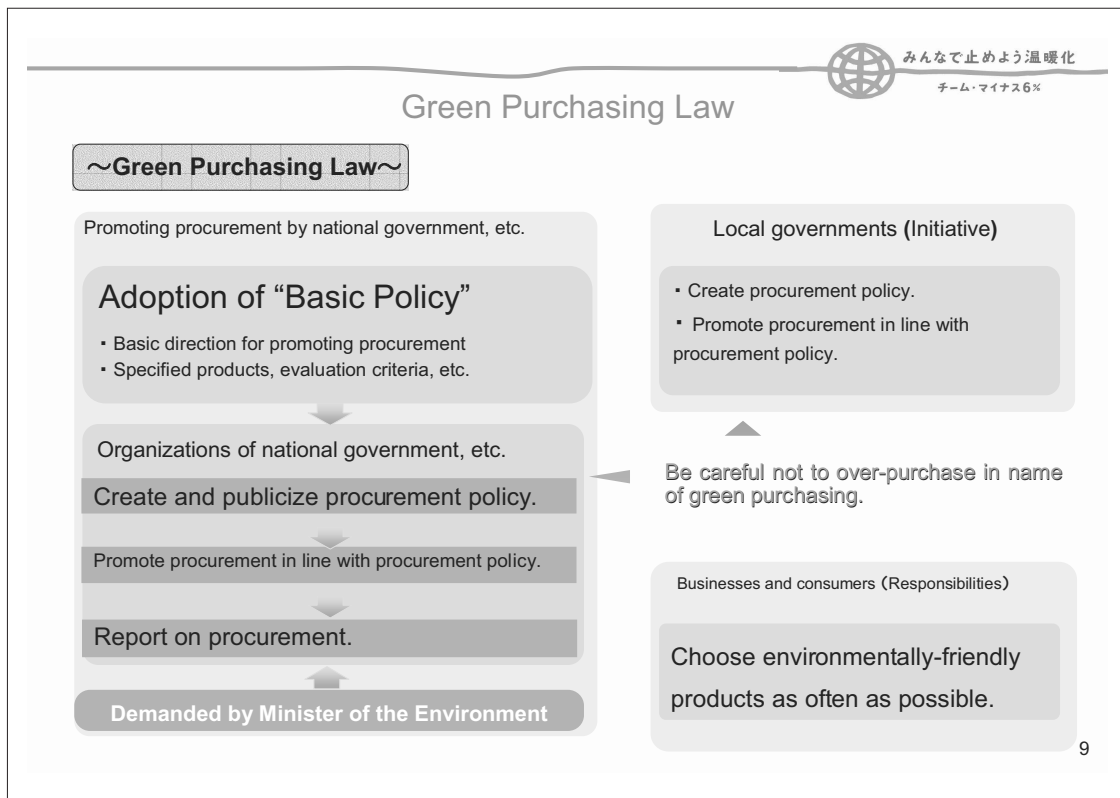 みんなで止めよう温暖化
チーム・マイナス6%
Green Purchasing Law
～Green Purchasing Law～
Promoting procurement by national government, etc.
Adoption of “Basic Policy”
・Basic direction for promoting procurement
・Specified products, evaluation criteria, etc.
Organizations of national government, etc.
Create and publicize procurement policy.
Promote procurement in line with procurement policy.
Report on procurement.
Demanded by Minister of the Environment
Local governments (Initiative)
・Create procurement policy.
・ Promote procurement in line with
procurement policy.
Be careful not to over-purchase in name
of green purchasing.
Businesses and consumers (Responsibilities)
Choose environmentally-friendly
products as often as possible.
9